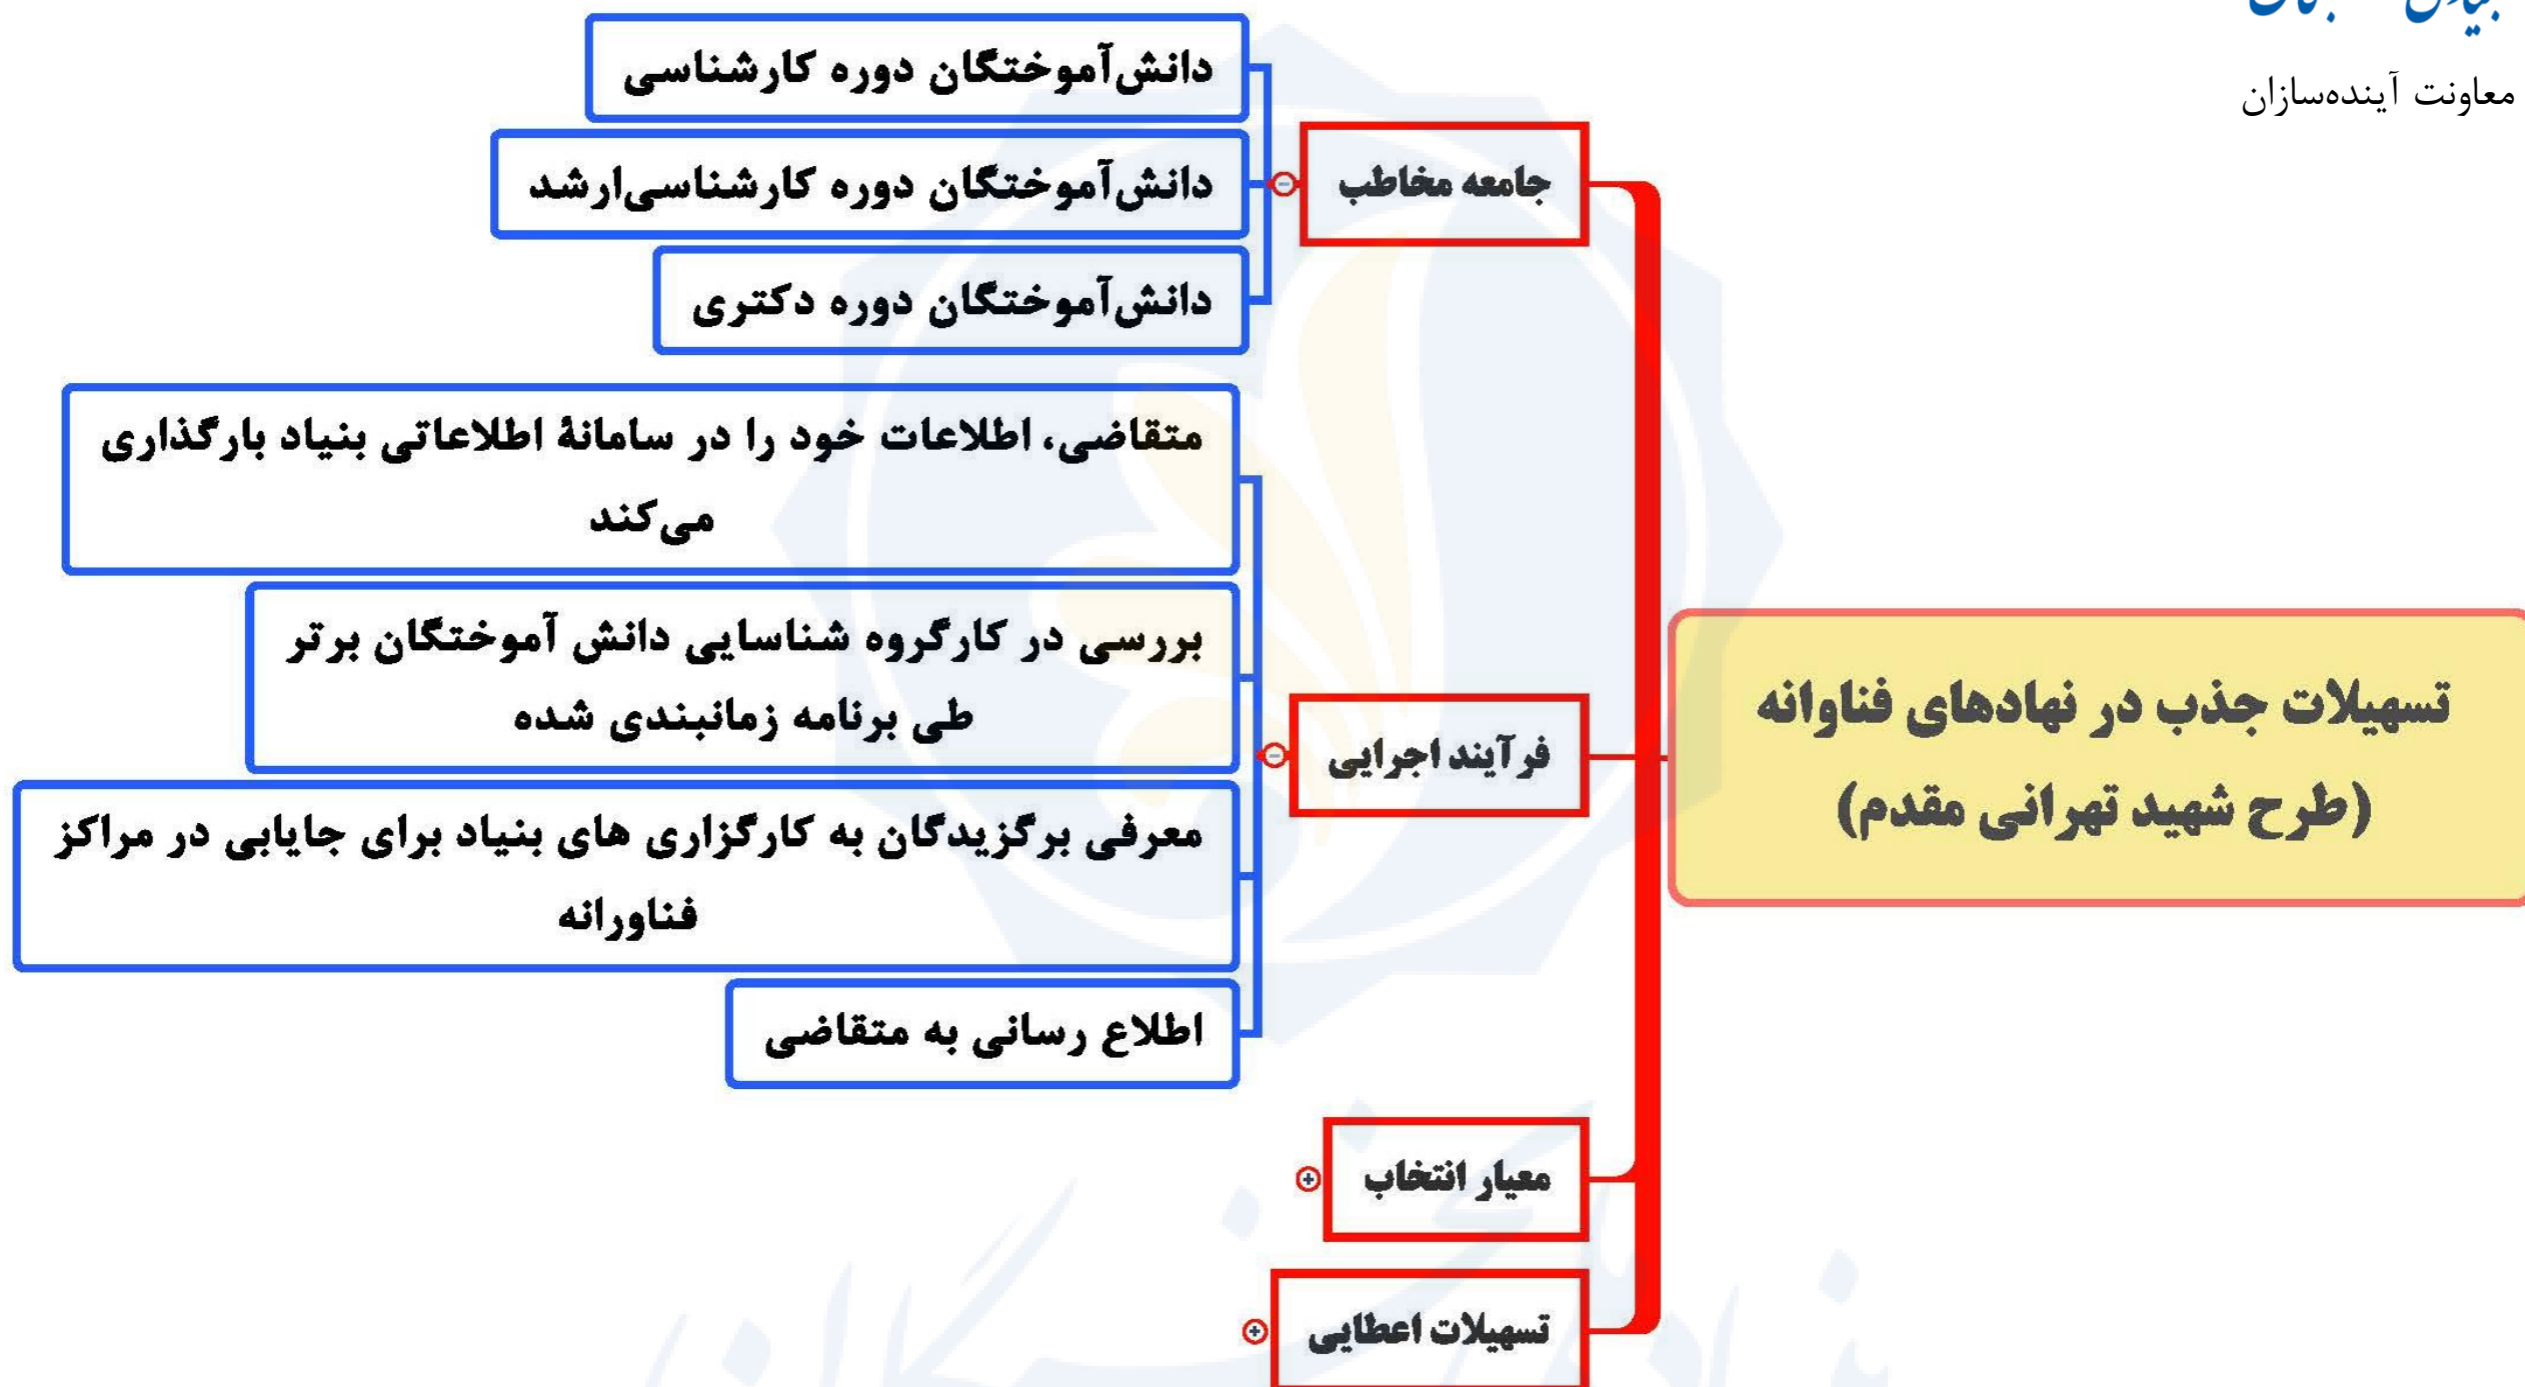 معاونت آینده‌سازان
تسهیلات جذب در نهادهای فناوانه
(طرح شهید تهرانی مقدم)
جامعه مخاطب
دانش‌آموختگان دوره کارشناسی
دانش‌آموختگان دوره کارشناسی‌ارشد
دانش‌آموختگان دوره دکتری
فرآیند اجرایی
متقاضی، اطلاعات خود را در سامانهٔ اطلاعاتی بنیاد بارگذاری
می‌کند
بررسی در کارگروه شناسایی دانش آموختگان برتر
طی برنامه زمانبندی شده
معرفی برگزیدگان به کارگزاری های بنیاد برای جایابی در مراکز
فناورانه
اطلاع رسانی به متقاضی
معیار انتخاب
تسهیلات اعطایی